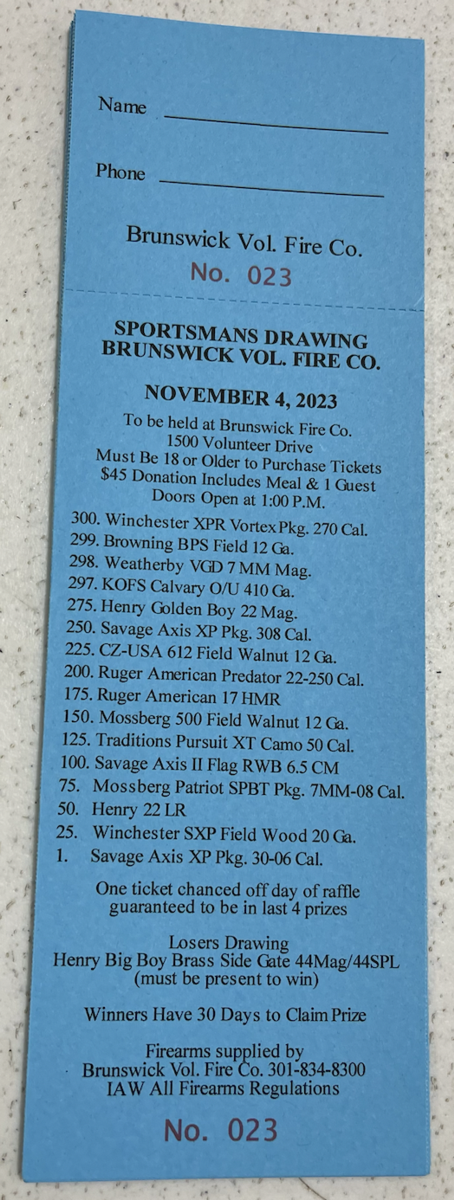 Name
Phone
Brunswick Vol. Fire Co.
No. 023
SPORTSMANS DRAWING
BRUNSWICK VOL. FIRE CO.
NOVEMBER 4, 2023
To be held at Brunswick Fire Co.
1500 Volunteer Drive
Must Be 18 or Older to Purchase Tickets
$45 Donation Includes Meal & 1 Guest
Doors Open at 1:00 P.M.
300. Winchester XPR Vortex Pkg. 270 Cal.
299. Browning BPS Field 12 Ga.
298. Weatherby VGD 7 MM Mag.
297. KOFS Calvary O/U 410 Ga.
275. Henry Golden Boy 22 Mag.
250. Savage Axis XP Pkg. 308 Cal.
225. CZ-USA 612 Field Walnut 12 Ga.
200. Ruger American Predator 22-250 Cal.
175. Ruger American 17 HMR
150. Mossberg 500 Field Walnut 12 Ga.
125. Traditions Pursuit XT Camo 50 Cal.
100. Savage Axis II Flag RWB 6.5 CM
75. Mossberg Patriot SPBT Pkg. 7MM-08 Cal.
50. Henry 22 LR
25. Winchester SXP Field Wood 20 Ga.
1. Savage Axis XP Pkg. 30-06 Cal.
One ticket chanced off day of raffle
guaranteed to be in last 4 prizes
Losers Drawing
Henry Big Boy Brass Side Gate 44Mag/44SPL
(must be present to win)
Winners Have 30 Days to Claim Prize
Firearms supplied by
Brunswick Vol. Fire Co. 301-834-8300
IAW All Firearms Regulations
No. 023